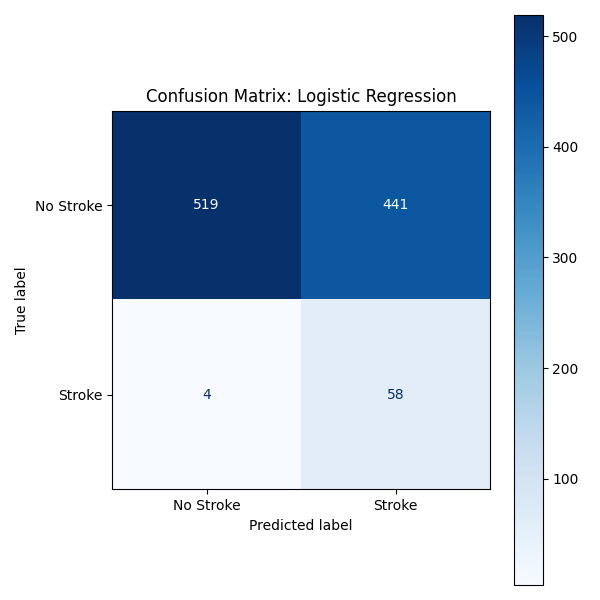 Confusion Matrix: Logistic Regression
True label
No Stroke
519
441
Stroke
4
58
No Stroke
Stroke
Predicted label
500
400
300
200
100